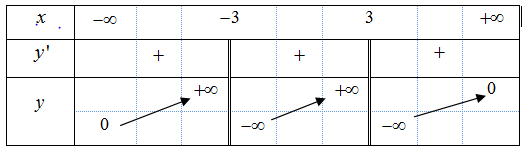 x −∞ −3 3 +∞
y' + + +
+∞ +∞ 0
y
0 −∞ −∞